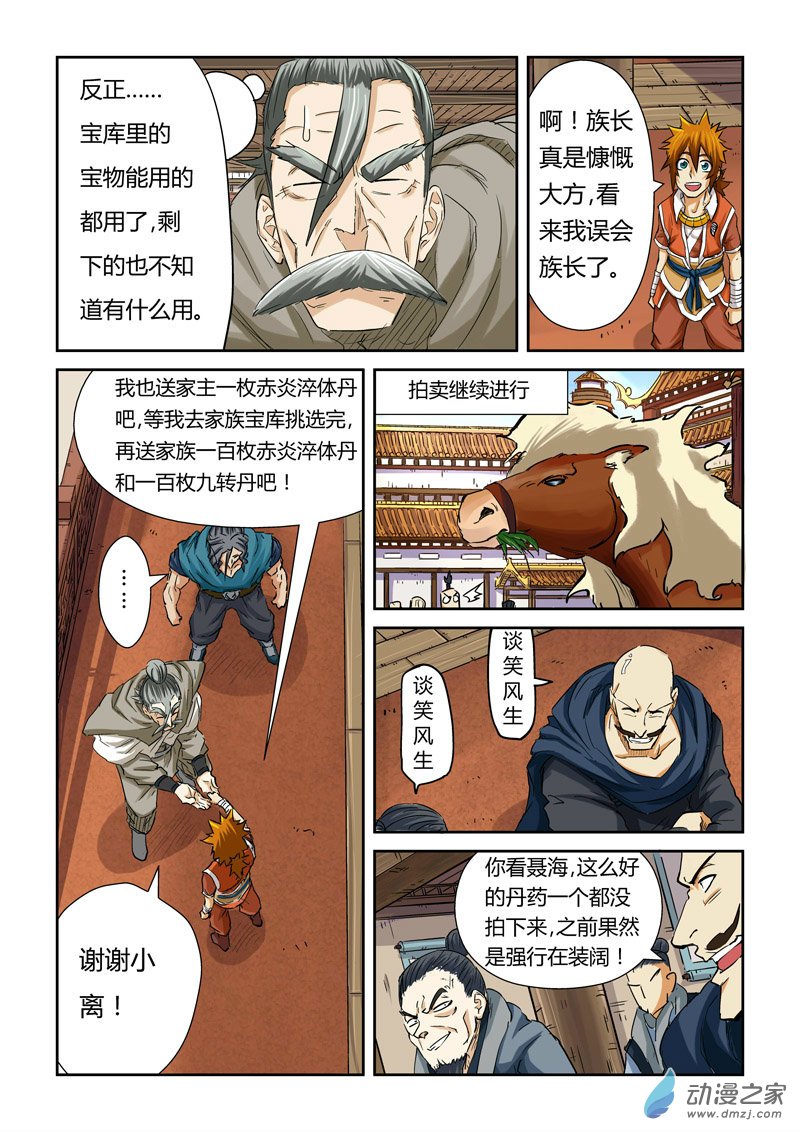 反正……
宝库里的
宝物能用的
都用了,剩
下的也不知
道有什么用。
啊！族长
真是慷慨
大方,看
来我误会
族长了。
我也送家主一枚赤炎淬体丹
吧,等我去家族宝库挑选完,
再送家族一百枚赤炎淬体丹
和一百枚九转丹吧！
……
谢谢小
离！
拍卖继续进行
谈笑风生
谈笑风生
你看聂海,这么好
的丹药一个都没
拍下来,之前果然
是强行在装阔！
动漫之家
www.dmzj.com